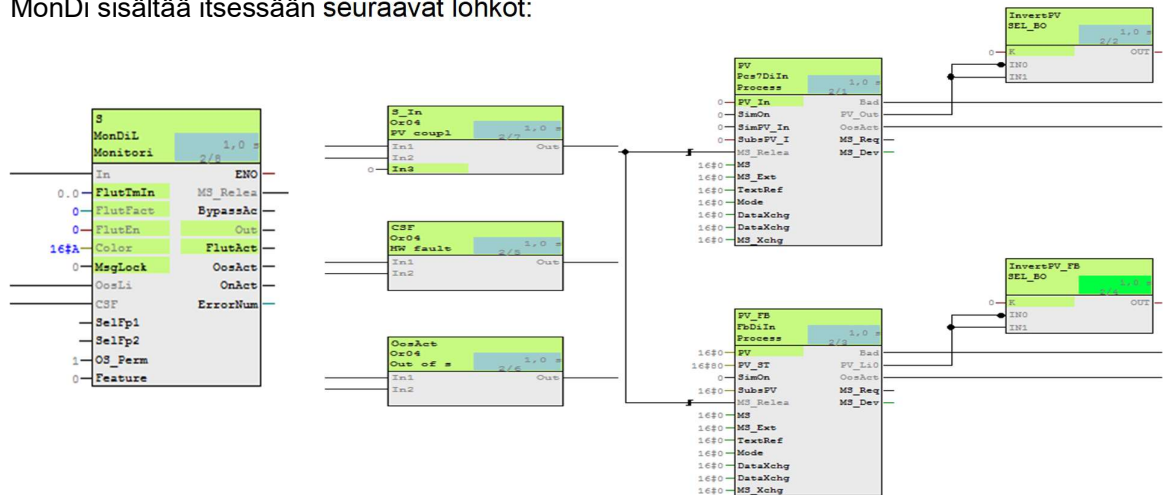 MonDi sisältää itsessään seuraavat lohkot:
S
MonDiL
Monitori
1,0 s
2/8
In
ENO
0.0
FlutTmIn
MS_Relea
0
FlutFact
BypassAc
0
FlutEn
Out
16#A
Color
FlutAct
0
MsgLock
OosAct
OosLi
OnAct
CSF
ErrorNum
SelFp1
SelFp2
1
OS_Perm
0
Feature
S_In
Or04
PV coupl
1,0 s
2/7
In1
Out
In2
0
In3
CSF
Or04
HW fault
1,0 s
2/5
In1
Out
In2
OosAct
Or04
Out of s
1,0 s
2/6
In1
Out
In2
PV
Pcs7DiIn
Process
1,0 s
2/1
0
PV_In
Bad
0
SimOn
PV_Out
0
SimPV_In
OosAct
0
SubsPV_I
MS_Req
MS_Relea
MS_Dev
16#0
MS
16#0
MS_Ext
16#0
TextRef
16#0
Mode
16#0
DataXchg
16#0
DataXchg
16#0
MS_Xchg
InvertPV
SEL_BO
1,0 s
2/2
0
K
OUT
IN0
IN1
PV_FB
FbDiIn
Process
1,0 s
2/3
16#0
PV
Bad
16#80
PV_ST
PV_LiO
0
SimOn
OosAct
16#0
SubsPV
MS_Req
MS_Relea
MS_Dev
16#0
MS
16#0
MS_Ext
16#0
TextRef
16#0
Mode
16#0
DataXchg
16#0
DataXchg
16#0
MS_Xchg
InvertPV_FB
SEL_BO
1,0 s
2/4
0
K
OUT
IN0
IN1